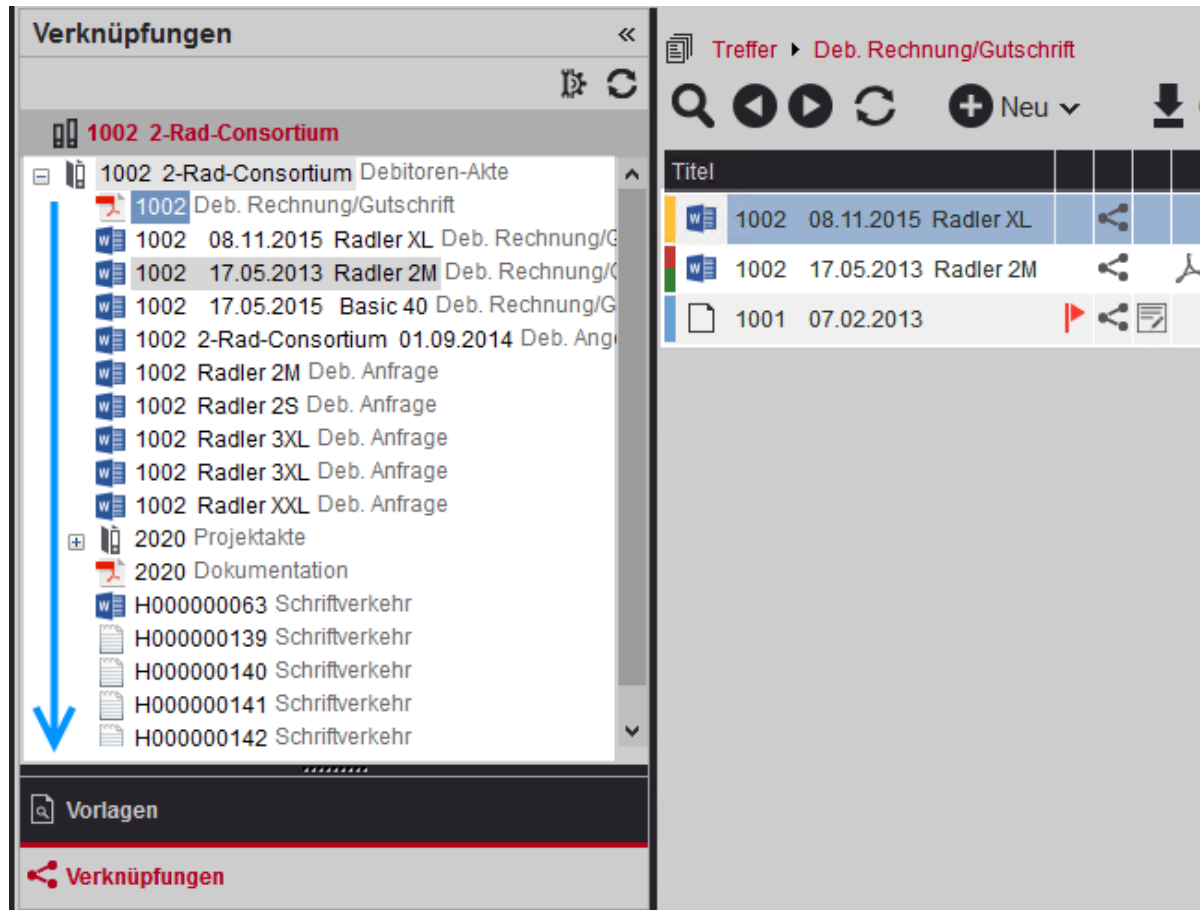 Verknüpfungen «
1002 2-Rad-Consortium
1002 2-Rad-Consortium Debitoren-Akte
1002 Deb. Rechnung/Gutschrift
1002 08.11.2015 Radler XL Deb. Rechnung/G
1002 17.05.2013 Radler 2M Deb. Rechnung/G
1002 17.05.2015 Basic 40 Deb. Rechnung/G
1002 2-Rad-Consortium 01.09.2014 Deb. Ange
1002 Radler 2M Deb. Anfrage
1002 Radler 2S Deb. Anfrage
1002 Radler 3XL Deb. Anfrage
1002 Radler 3XL Deb. Anfrage
1002 Radler XXL Deb. Anfrage
2020 Projektakte
2020 Dokumentation
H000000063 Schriftverkehr
H000000139 Schriftverkehr
H000000140 Schriftverkehr
H000000141 Schriftverkehr
H000000142 Schriftverkehr
Vorlagen
Verknüpfungen
Treffer Deb. Rechnung/Gutschrift
Neu
Titel
1002 08.11.2015 Radler XL
1002 17.05.2013 Radler 2M
1001 07.02.2013